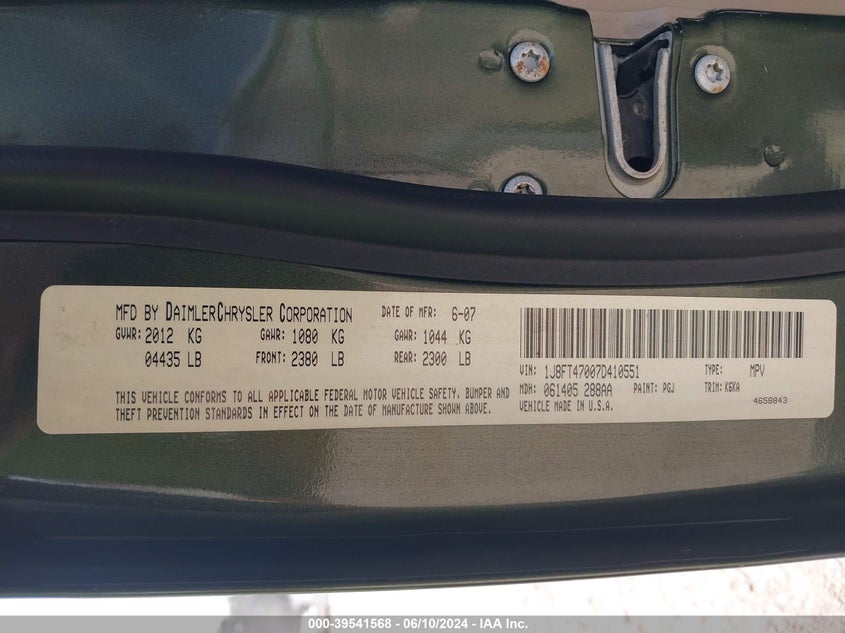 MFD BY DAIMLERCHRYSLER CORPORATION DATE OF MFR: 6-07
GVWR: 2012 KG GAWR: 1080 KG GAWR: 1044 KG
04435 LB FRONT: 2380 LB REAR: 2300 LB
THIS VEHICLE CONFORMS TO ALL APPLICABLE FEDERAL MOTOR VEHICLE SAFETY, BUMPER AND
THEFT PREVENTION STANDARDS IN EFFECT ON THE DATE OF MANUFACTURE SHOWN ABOVE.
VIN: 1J8FT47007D410551 TYPE: MPV
MDH: 061405 288AA PAINT: PGJ TRIM: K6KA
VEHICLE MADE IN U.S.A. 4658843
000-39541568 - 06/10/2024 - IAA Inc.